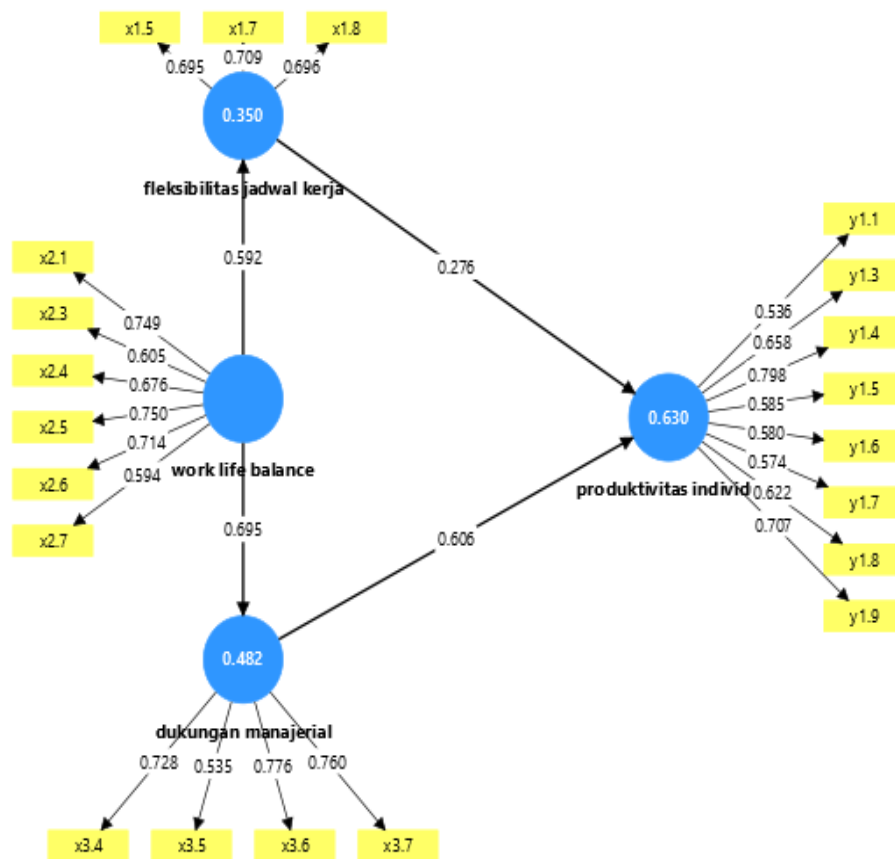 x1.5 x1.7 x1.8
0.695 0.709 0.696
0.350
fleksibilitas jadwal kerja
0.592
0.276
x2.1
x2.3
x2.4
x2.5
x2.6
x2.7
0.749
0.605
0.676
0.750
0.714
0.594
work life balance
0.695
0.606
y1.1
y1.3
y1.4
y1.5
y1.6
y1.7
y1.8
y1.9
0.536
0.658
0.798
0.585
0.580
0.574
0.622
0.707
0.630
produktivitas individ
0.482
dukungan manajerial
0.728 0.535 0.776 0.760
x3.4 x3.5 x3.6 x3.7